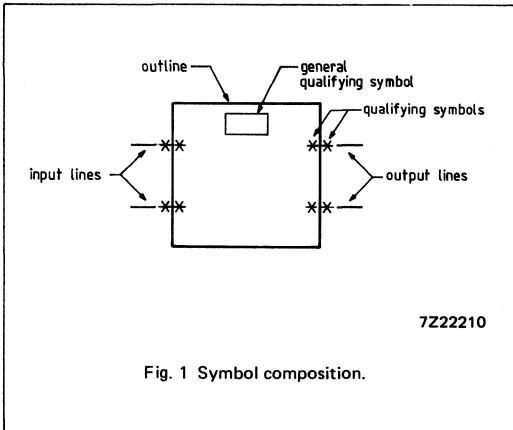 outline
general
qualifying symbol
qualifying symbols
input lines
output lines
7Z22210
Fig. 1 Symbol composition.